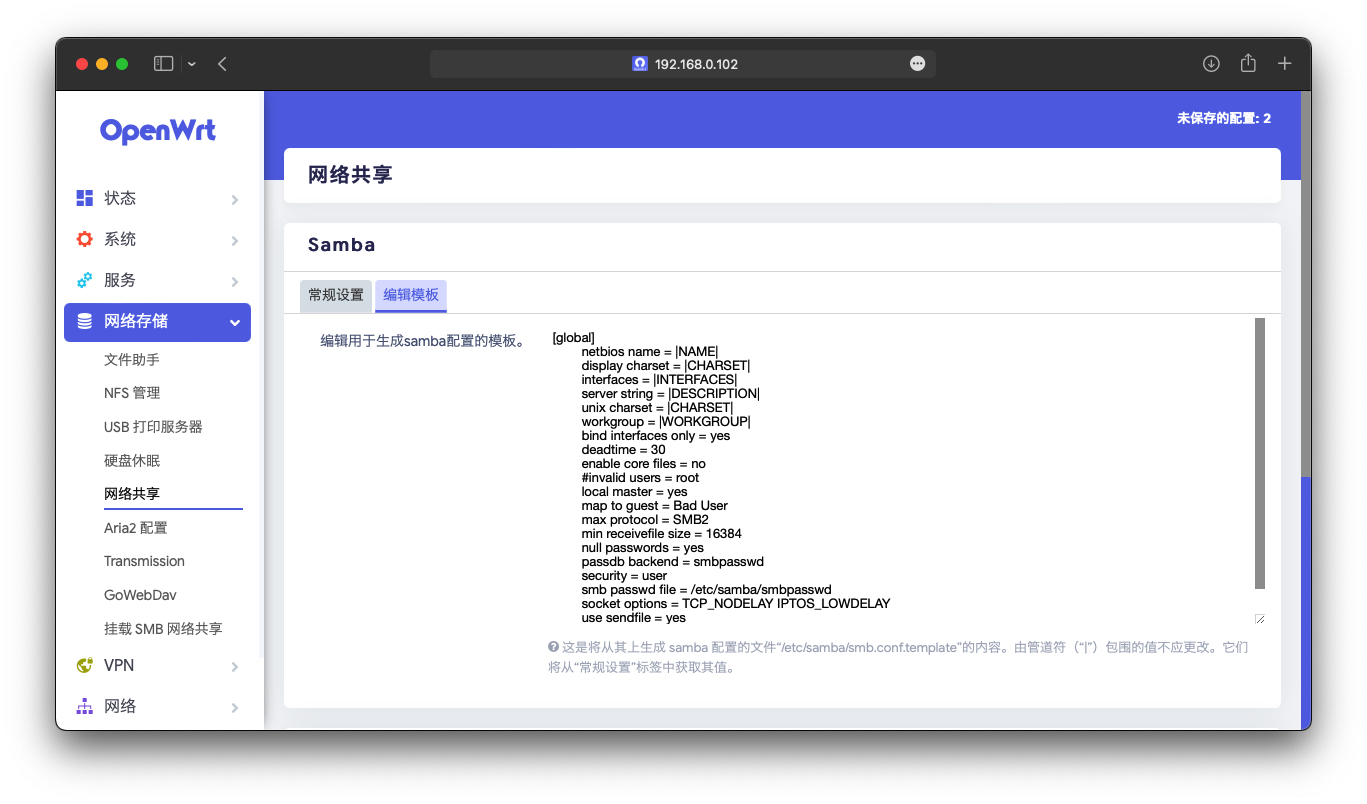 192.168.0.102
OpenWrt
未保存的配置: 2
状态
系统
服务
网络存储
文件助手
NFS 管理
USB 打印服务器
硬盘休眠
网络共享
Aria2 配置
Transmission
GoWebDav
挂载 SMB 网络共享
VPN
网络
网络共享
Samba
常规设置 编辑模板
编辑用于生成samba配置的模板。
[global]
netbios name = |NAME|
display charset = |CHARSET|
interfaces = |INTERFACES|
server string = |DESCRIPTION|
unix charset = |CHARSET|
workgroup = |WORKGROUP|
bind interfaces only = yes
deadtime = 30
enable core files = no
#invalid users = root
local master = yes
map to guest = Bad User
max protocol = SMB2
min receivefile size = 16384
null passwords = yes
passdb backend = smbpasswd
security = user
smb passwd file = /etc/samba/smbpasswd
socket options = TCP_NODELAY IPTOS_LOWDELAY
use sendfile = yes
这是将从其上生成 samba 配置的文件“/etc/samba/smb.conf.template”的内容。由管道符（“|”）包围的值不应更改。它们
将从“常规设置”标签中获取其值。